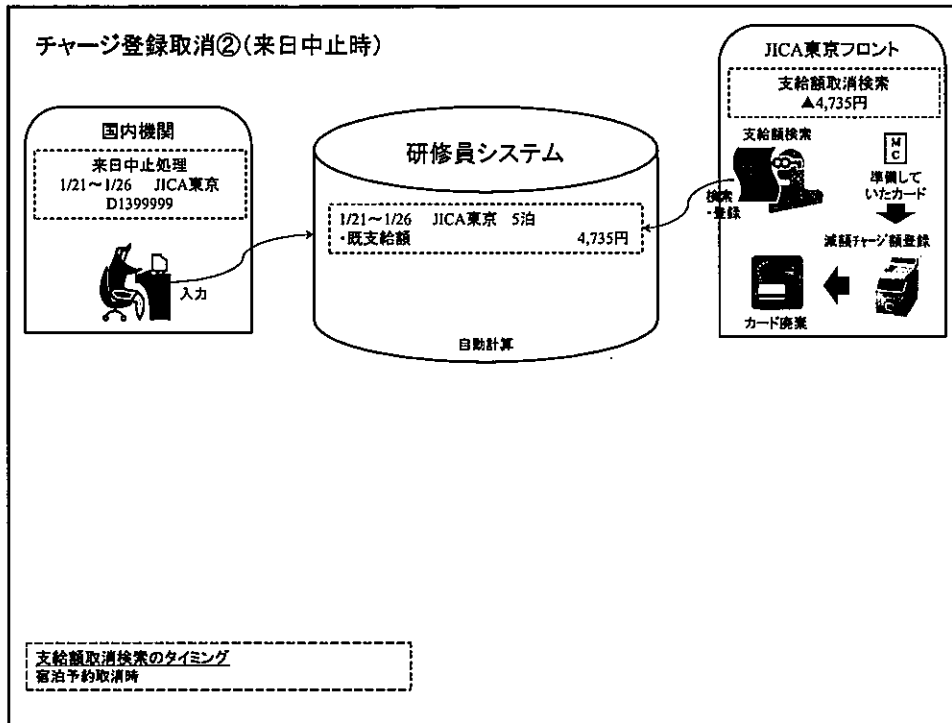 チャージ登録取消②(来日中止時)
国内機関
来日中止処理
1/21～1/26 JICA東京
D1399999
入力
研修員システム
1/21～1/26 JICA東京 5泊
・既支給額 4,735円
自動計算
JICA東京フロント
支給額取消検索
▲4,735円
支給額検索
検索
・登録
M
C
準備して
いたカード
減額チャージ額登録
カード廃棄
支給額取消検索のタイミング
宿泊予約取消時